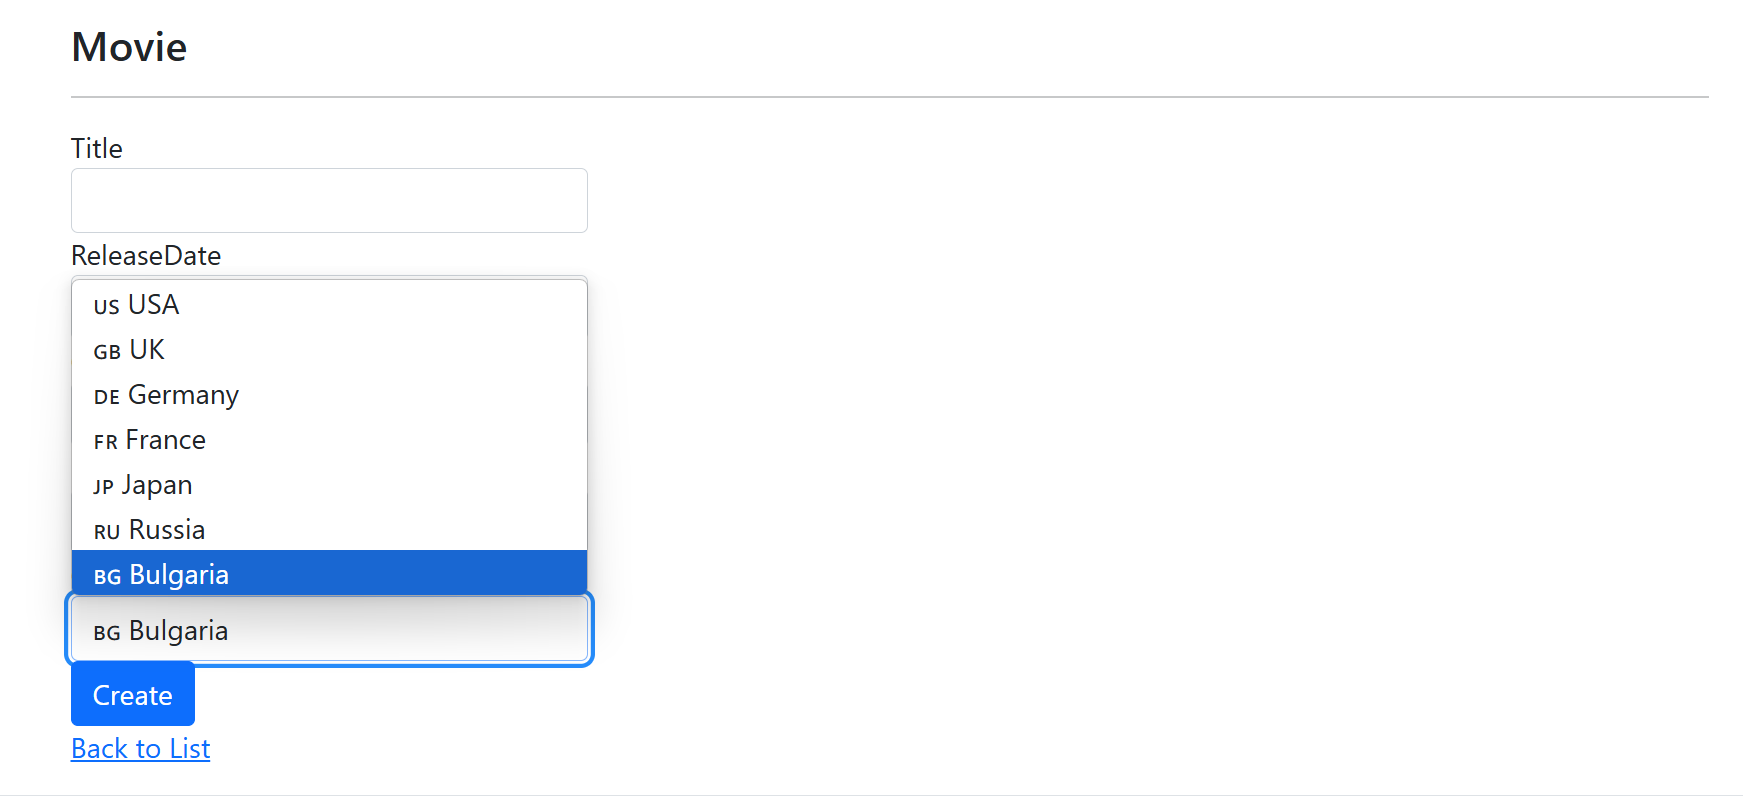 Movie
Title
ReleaseDate
US USA
GB UK
DE Germany
FR France
JP Japan
RU Russia
BG Bulgaria
BG Bulgaria
Create
Back to List